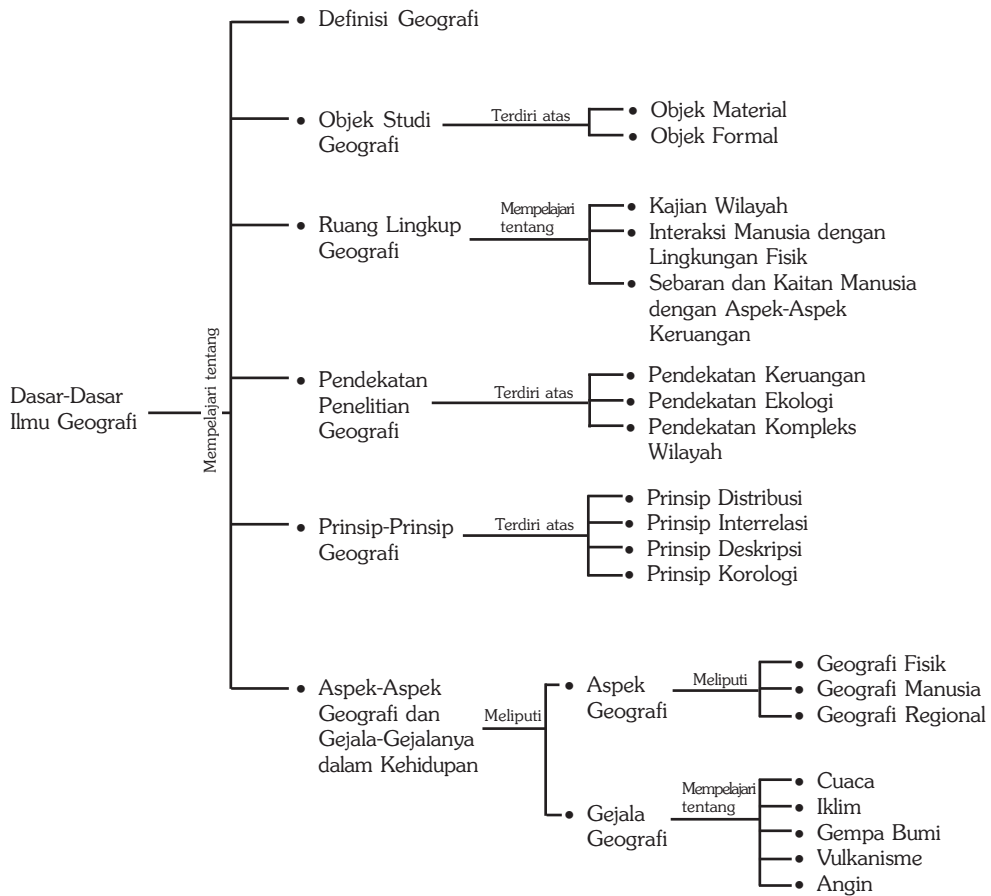 Dasar-Dasar
Ilmu Geografi
Mempelajari tentang
• Definisi Geografi
• Objek Studi
Geografi
Terdiri atas
• Objek Material
• Objek Formal
• Ruang Lingkup
Geografi
Mempelajari
tentang
• Kajian Wilayah
• Interaksi Manusia dengan
Lingkungan Fisik
• Sebaran dan Kaitan Manusia
dengan Aspek-Aspek
Keruangan
• Pendekatan
Penelitian
Geografi
Terdiri atas
• Pendekatan Keruangan
• Pendekatan Ekologi
• Pendekatan Kompleks
Wilayah
• Prinsip-Prinsip
Geografi
Terdiri atas
• Prinsip Distribusi
• Prinsip Interrelasi
• Prinsip Deskripsi
• Prinsip Korologi
• Aspek-Aspek
Geografi dan
Gejala-Gejalanya
dalam Kehidupan
Meliputi
• Aspek
Geografi
Meliputi
• Geografi Fisik
• Geografi Manusia
• Geografi Regional
• Gejala
Geografi
Mempelajari
tentang
• Cuaca
• Iklim
• Gempa Bumi
• Vulkanisme
• Angin